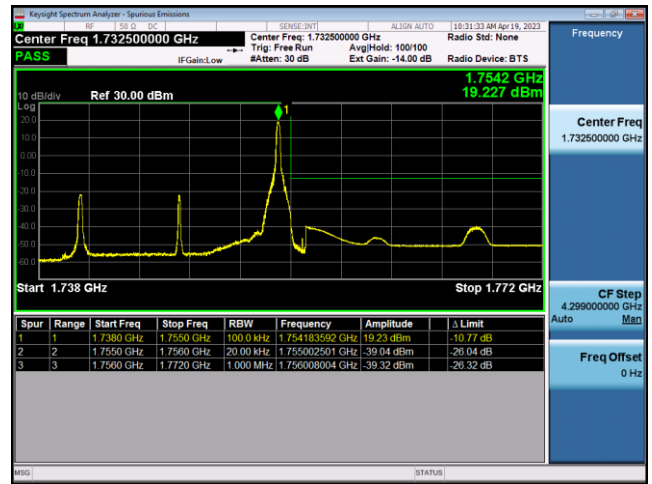 Keysight Spectrum Analyzer - Spurious Emissions
RF 50 Ω DC SENSE:INT ALIGN AUTO 10:31:33 AM Apr 19, 2023
Center Freq 1.732500000 GHz
Center Freq: 1.732500000 GHz Radio Std: None
Trig: Free Run Avg|Hold: 100/100
PASS IFGain:Low #Atten: 30 dB Ext Gain: -14.00 dB Radio Device: BTS
1.7542 GHz
19.227 dBm
10 dB/div Ref 30.00 dBm
Log
1
20.0
10.0
0.00
-10.0
-20.0
-30.0
-40.0
-50.0
-60.0
Start 1.738 GHz Stop 1.772 GHz
Spur Range Start Freq Stop Freq RBW Frequency Amplitude Δ Limit
1 1 1.7380 GHz 1.7550 GHz 100.0 kHz 1.754183592 GHz 19.23 dBm -10.77 dB
2 2 1.7550 GHz 1.7560 GHz 20.00 kHz 1.755002501 GHz -39.04 dBm -26.04 dB
3 3 1.7560 GHz 1.7720 GHz 1.000 MHz 1.756008004 GHz -39.32 dBm -26.32 dB
MSG STATUS
Frequency
Center Freq
1.732500000 GHz
CF Step
4.299000000 GHz
Auto Man
Freq Offset
0 Hz